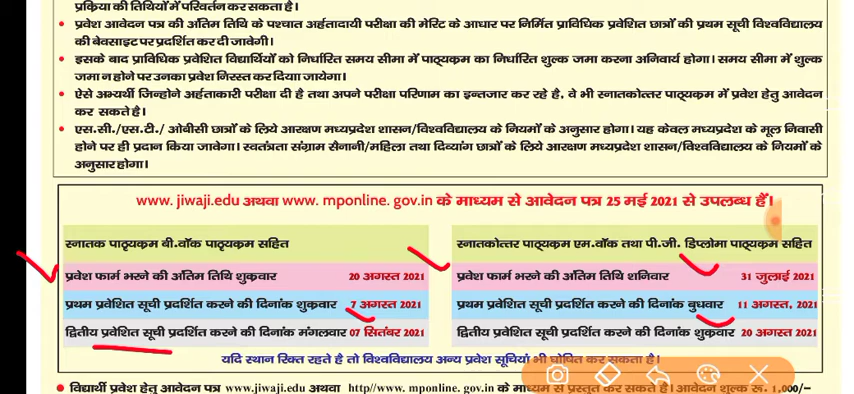 प्रक्रिया की तिथियों में परिवर्तन कर सकता है।
• प्रवेश आवेदन पत्र की अंतिम तिथि के पश्चात अर्हतादायी परीक्षा की मेरिट के आधार पर निर्मित प्राविधिक प्रवेशित छात्रों की प्रथम सूची विश्वविद्यालय
की बेवसाइट पर प्रदर्शित कर दी जावेगी।
• इसके बाद प्राविधिक प्रवेशित विद्यार्थियों को निर्धारित समय सीमा में पाठ्यक्रम का निर्धारित शुल्क जमा करना अनिवार्य होगा। समय सीमा में शुल्क
जमा न होने पर उनका प्रवेश निरस्त कर दियाा जायेगा।
• ऐसे अभ्यर्थी जिन्होने अर्हताकारी परीक्षा दी है तथा अपने परीक्षा परिणाम का इन्तजार कर रहे है, वे भी स्नातकोत्तर पाठ्यक्रम में प्रवेश हेतु आवेदन
कर सकते है।
• एस.सी./एस.टी./ ओबीसी छात्रों के लिये आरक्षण मध्यप्रदेश शासन/विश्वविद्यालय के नियमों के अनुसार होगा। यह केवल मध्यप्रदेश के मूल निवासी
होने पर ही प्रदान किया जावेगा। स्वतंत्रता संग्राम सैनानी/महिला तथा दिव्यांग छात्रों के लिये आरक्षण मध्यप्रदेश शासन/विश्वविद्यालय के नियमों के
अनुसार होगा।
www. jiwaji.edu अथवा www. mponline. gov.in के माध्यम से आवेदन पत्र 25 मई 2021 से उपलब्ध हैं।
स्नातक पाठ्यक्रम बी.वॉक पाठ्यक्रम सहित
प्रवेश फार्म भरने की अंतिम तिथि शुक्रवार 20 अगस्त 2021
प्रथम प्रवेशित सूची प्रदर्शित करने की दिनांक शुक्रवार 7 अगस्त 2021
द्वितीय प्रवेशित सूची प्रदर्शित करने की दिनांक मंगलवार 07 सितंबर 2021
स्नातकोत्तर पाठ्यक्रम एम.वॉक तथा पी.जी. डिप्लोमा पाठ्यक्रम सहित
प्रवेश फार्म भरने की अंतिम तिथि शनिवार 31 जुलाई 2021
प्रथम प्रवेशित सूची प्रदर्शित करने की दिनांक बुधवार 11 अगस्त, 2021
द्वितीय प्रवेशित सूची प्रदर्शित करने की दिनांक शुक्रवार 20 अगस्त 2021
यदि स्थान रिक्त रहते है तो विश्वविद्यालय अन्य प्रवेश सूचियां भी घोषित कर सकता है।
• विद्यार्थी प्रवेश हेतु आवेदन पत्र www.jiwaji.edu अथवा http//www. mponline. gov.in के माध्यम से प्रस्तुत कर सकते है। आवेदन शुल्क रू. 1,000/-